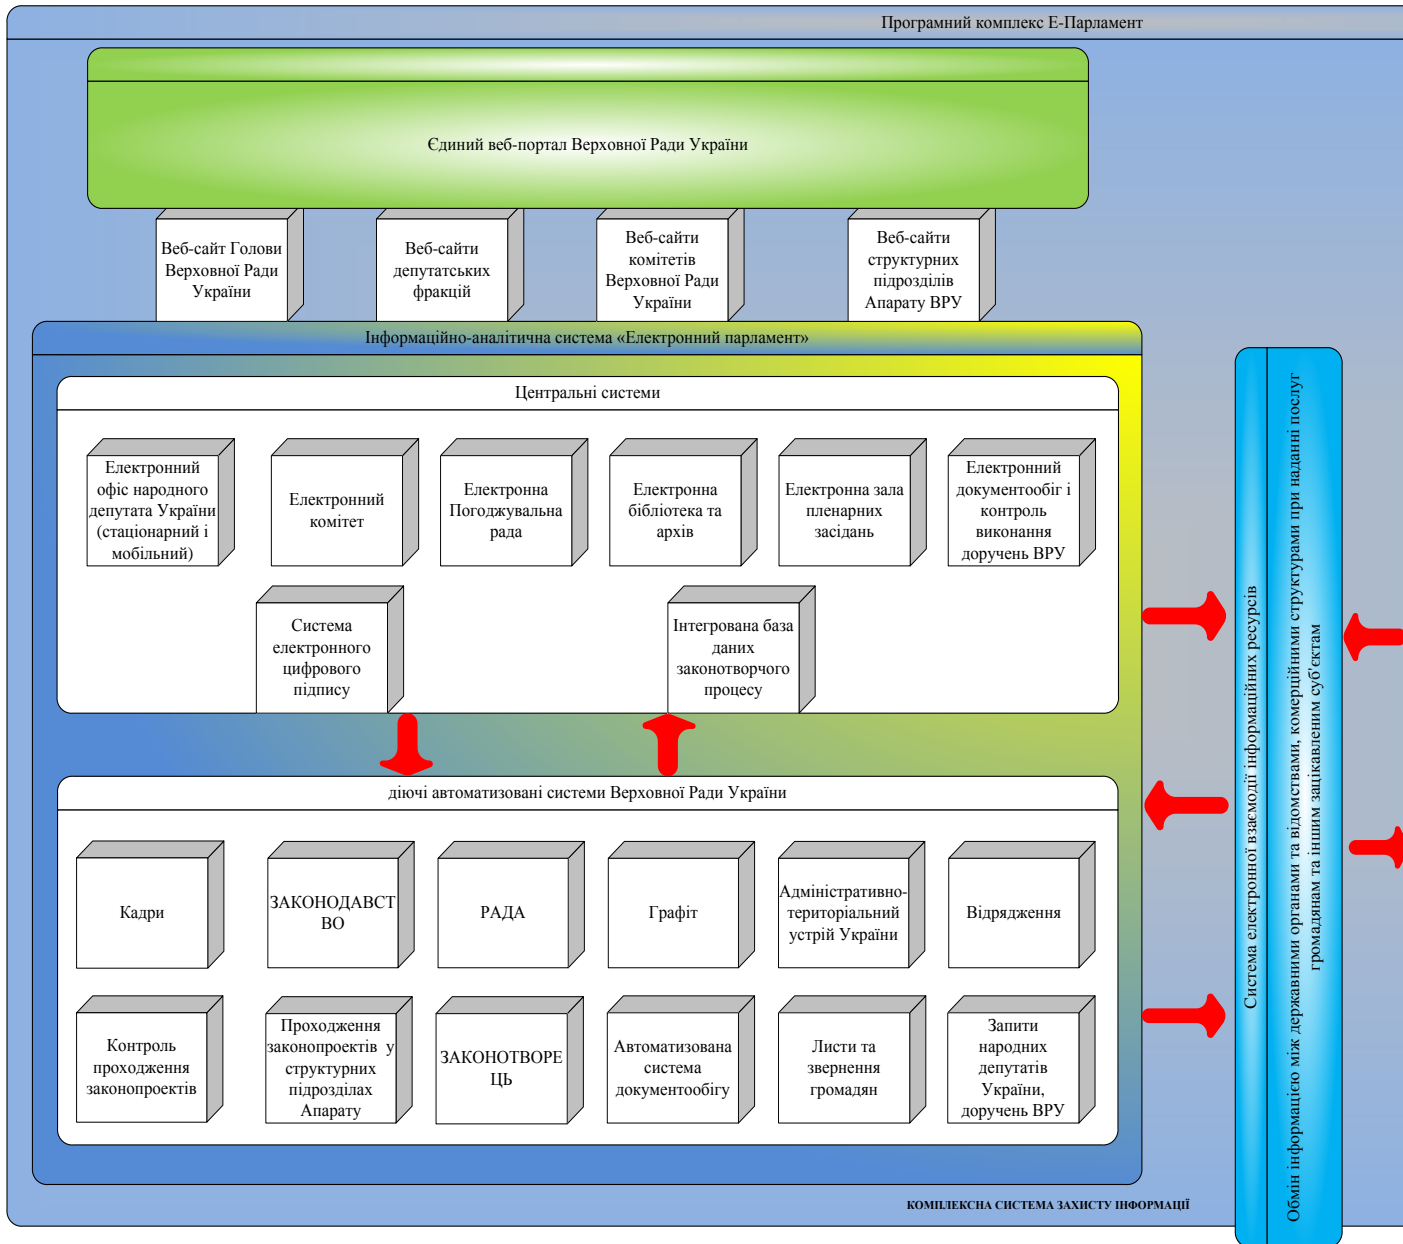 Програмний комплекс Е-Парламент
Єдиний веб-портал Верховної Ради України
Веб-сайт Голови
Верховної Ради
України
Веб-сайти
депутатських
фракцій
Веб-сайти
комітетів
Верховної Ради
України
Веб-сайти
структурних
підрозділів
Апарату ВРУ
Інформаційно-аналітична система «Електронний парламент»
Центральні системи
Електронний
офіс народного
депутата України
(стаціонарний і
мобільний)
Електронний
комітет
Електронна
Погоджувальна
рада
Електронна
бібліотека та
архів
Електронна зала
пленарних
засідань
Електронний
документообіг і
контроль
виконання
доручень ВРУ
Система
електронного
цифрового
підпису
Інтегрована база
даних
законотворчого
процесу
діючі автоматизовані системи Верховної Ради України
Кадри
ЗАКОНОДАВСТ
ВО
РАДА
Графіт
Адміністративно-
територіальний
устрій України
Відрядження
Контроль
проходження
законопроектів
Проходження
законопроектів у
структурних
підрозділах
Апарату
ЗАКОНОТВОРЕ
ЦЬ
Автоматизована
система
документообігу
Листи та
звернення
громадян
Запити
народних
депутатів
України,
доручень ВРУ
Система електронної взаємодії інформаційних ресурсів
Обмін інформацією між державними органами та відомствами, комерційними структурами при наданні послуг
громадянам та іншим зацікавленим суб'єктам
КОМПЛЕКСНА СИСТЕМА ЗАХИСТУ ІНФОРМАЦІЇ